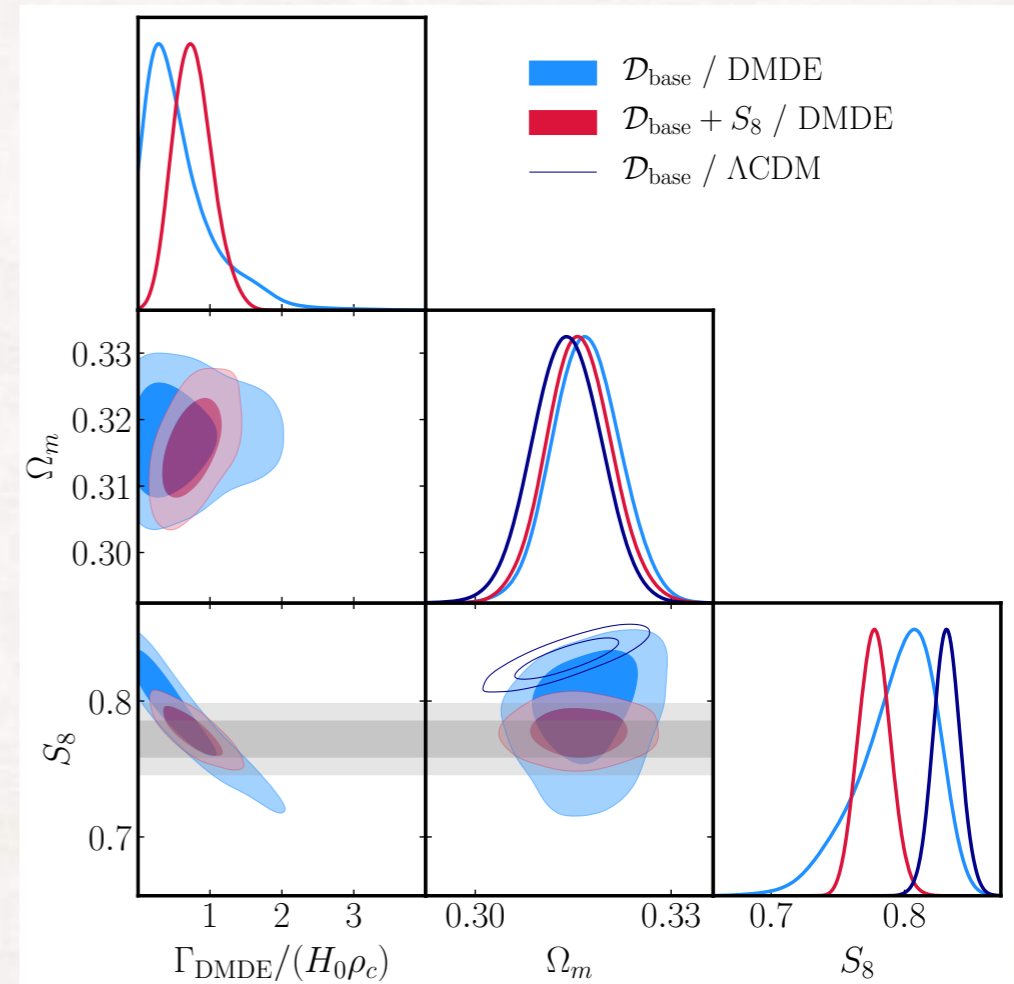 𝒟base / DMDE
𝒟base + S8 / DMDE
𝒟base / ΛCDM
0.33
0.32
0.31
0.30
Ωm
0.8
0.7
S8
1 2 3
0.30 0.33
0.7 0.8
ΓDMDE/(H0ρc)
Ωm
S8